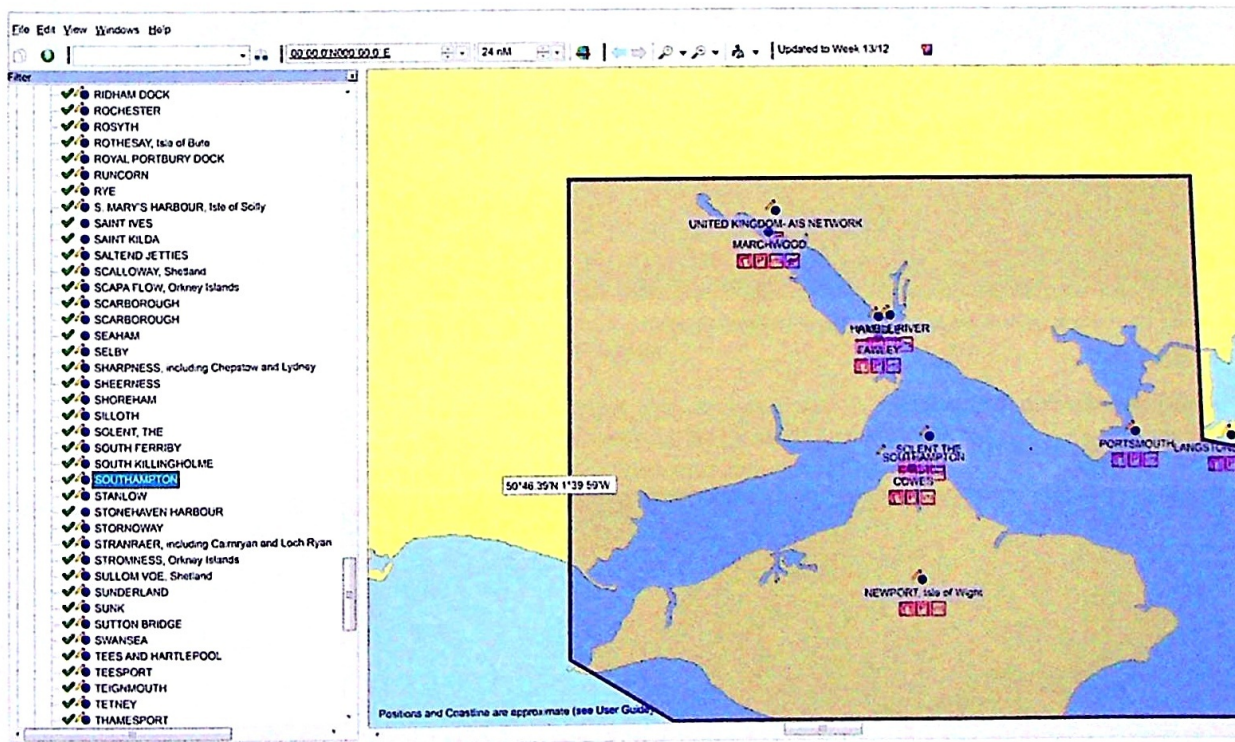 File Edit View Windows Help
00 00.0'N000 00.0'E
24 nM
Updated to Week 13/12
Filter
RIDHAM DOCK
ROCHESTER
ROSYTH
ROTHESAY, Isle of Bute
ROYAL PORTBURY DOCK
RUNCORN
RYE
S. MARY'S HARBOUR, Isle of Scilly
SAINT IVES
SAINT KILDA
SALTEND JETTIES
SCALLOWAY, Shetland
SCAPA FLOW, Orkney Islands
SCARBOROUGH
SCARBOROUGH
SEAHAM
SELBY
SHARPNESS, including Chepstow and Lydney
SHEERNESS
SHOREHAM
SILLOTH
SOLENT, THE
SOUTH FERRIBY
SOUTH KILLINGHOLME
SOUTHAMPTON
STANLOW
STONEHAVEN HARBOUR
STORNOWAY
STRANRAER, including Cairnryan and Loch Ryan
STROMNESS, Orkney Islands
SULLOM VOE, Shetland
SUNDERLAND
SUNK
SUTTON BRIDGE
SWANSEA
TEES AND HARTLEPOOL
TEESPORT
TEIGNMOUTH
TETNEY
THAMESPORT
UNITED KINGDOM- AIS NETWORK
MARCHWOOD
RIVER
FAWLEY
PORTSMOUTH
LANGSTON
SOLENT, THE
SOUTHAMPTON
COWES
50°46.39'N 1°39.59'W
NEWPORT, Isle of Wight
Positions and Coastline are approximate (see User Guide)